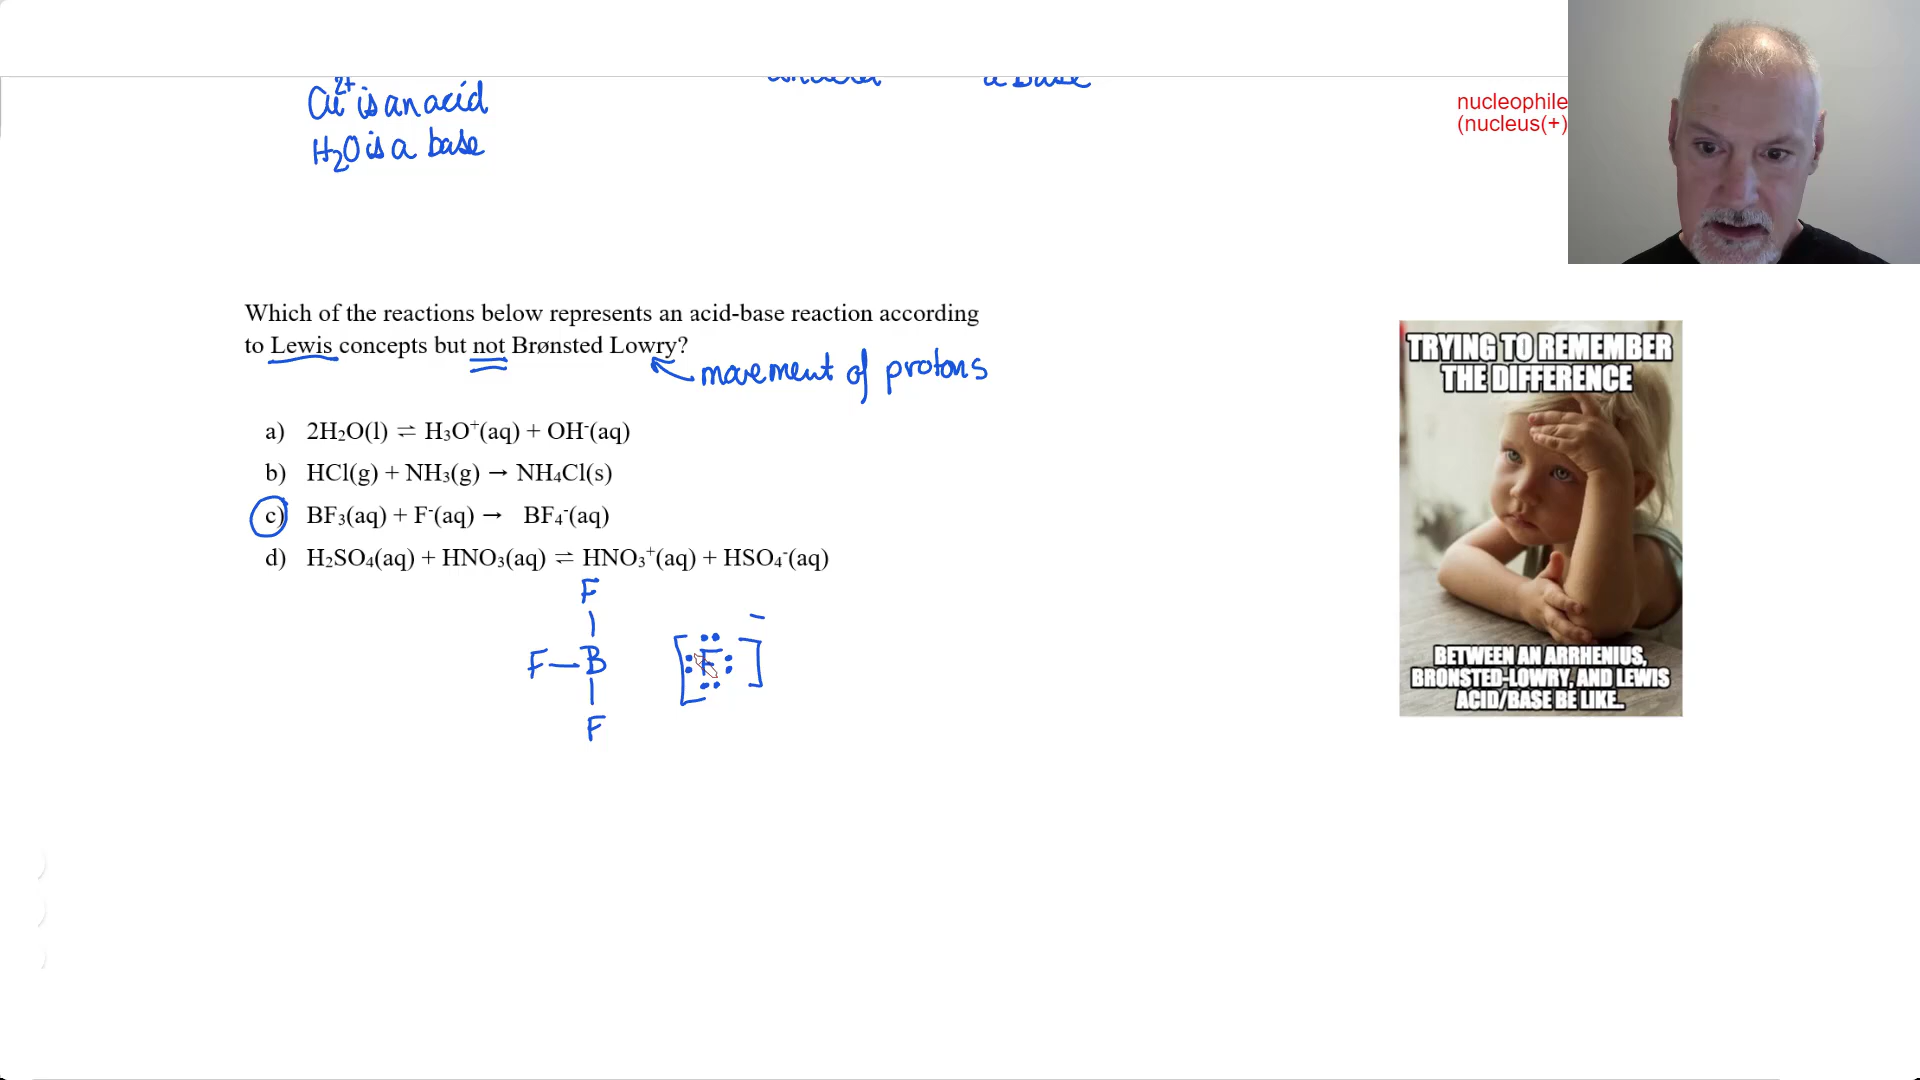 Cu²⁺ is an acid
H₂O is a base
a Base
nucleophile
(nucleus(+)
Which of the reactions below represents an acid-base reaction according
to Lewis concepts but not Brønsted Lowry?
movement of protons
a) 2H₂O(l) ⇌ H₃O⁺(aq) + OH⁻(aq)
b) HCl(g) + NH₃(g) → NH₄Cl(s)
c) BF₃(aq) + F⁻(aq) → BF₄⁻(aq)
d) H₂SO₄(aq) + HNO₃(aq) ⇌ HNO₃⁺(aq) + HSO₄⁻(aq)
F
F—B [F]⁻
F
TRYING TO REMEMBER
THE DIFFERENCE
BETWEEN AN ARRHENIUS,
BRONSTED-LOWRY, AND LEWIS
ACID/BASE BE LIKE..